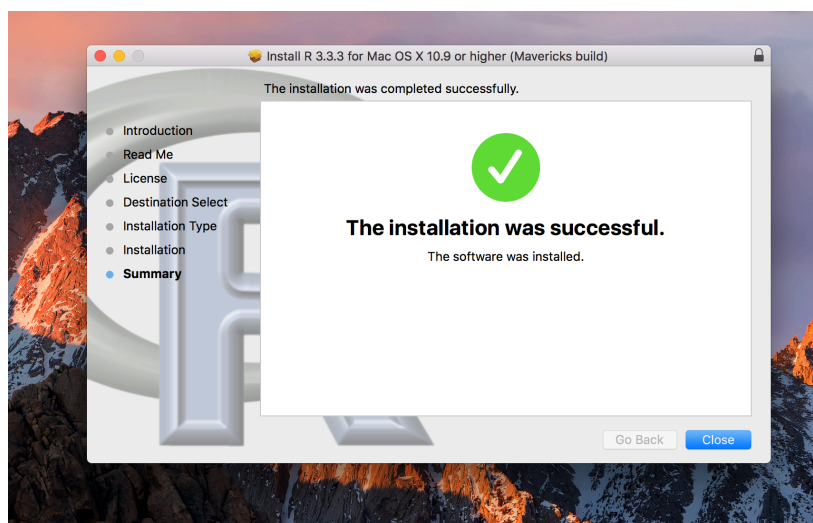 Install R 3.3.3 for Mac OS X 10.9 or higher (Mavericks build)
The installation was completed successfully.
Introduction
Read Me
License
Destination Select
Installation Type
Installation
Summary
The installation was successful.
The software was installed.
Go Back
Close
R